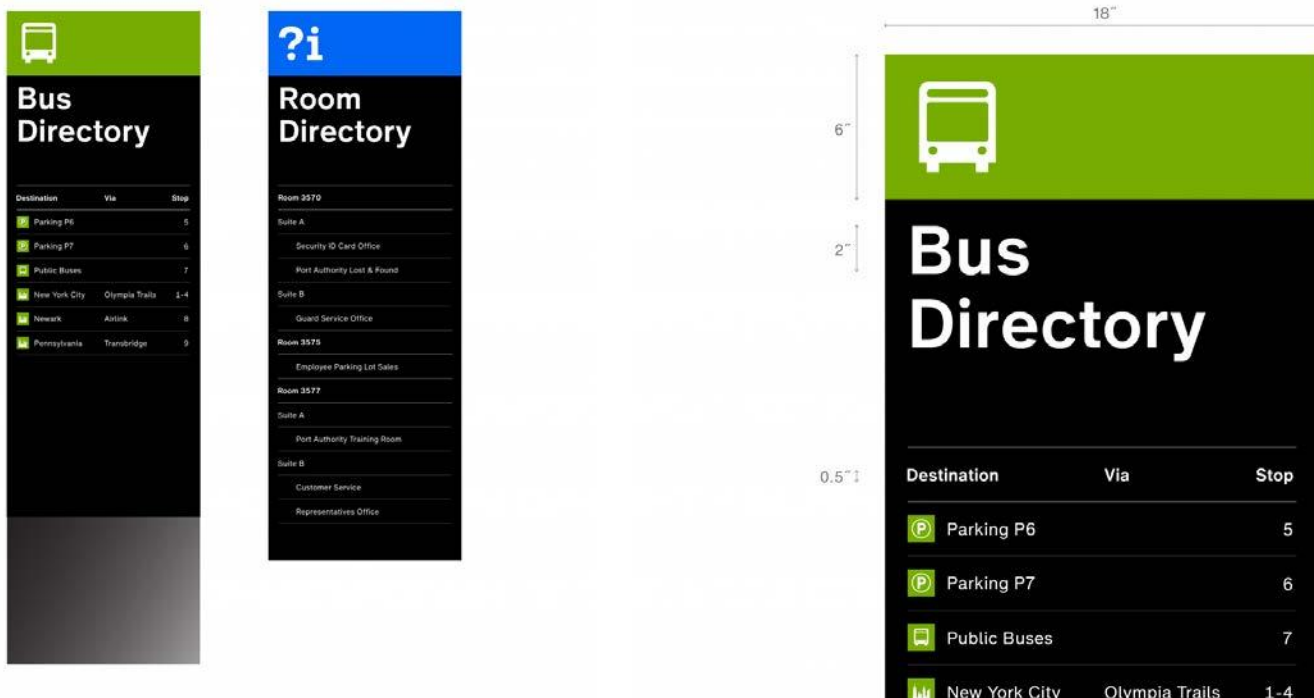 Bus
Directory
Destination Via Stop
Parking P6 5
Parking P7 6
Public Buses 7
New York City Olympia Trails 1-4
Newark Airlink 8
Pennsylvania Transbridge 9
?i
Room
Directory
Room 3570
Suite A
Security ID Card Office
Port Authority Lost & Found
Suite B
Guard Service Office
Room 3575
Employee Parking Lot Sales
Room 3577
Suite A
Port Authority Training Room
Suite B
Customer Service
Representatives Office
18″
6″
2″
0.5″
Bus
Directory
Destination Via Stop
P Parking P6 5
P Parking P7 6
Public Buses 7
New York City Olympia Trails 1-4